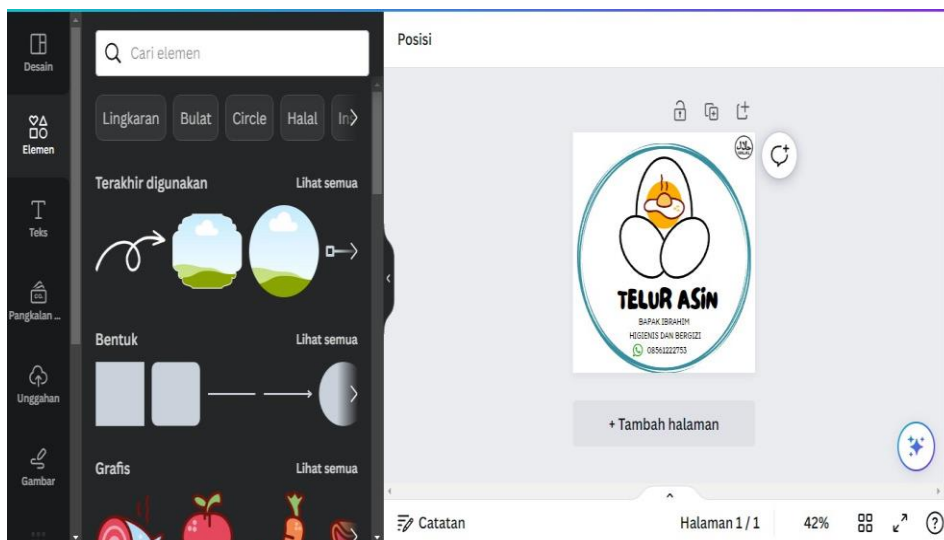 Desain
Elemen
Teks
Pangkalan ...
Unggahan
Gambar
Cari elemen
Lingkaran
Bulat
Circle
Halal
Terakhir digunakan
Lihat semua
Bentuk
Lihat semua
Grafis
Lihat semua
Posisi
TELUR ASiN
BAPAK IBRAHIM
HIGIENIS DAN BERGIZI
08561222753
+ Tambah halaman
Catatan
Halaman 1 / 1
42%